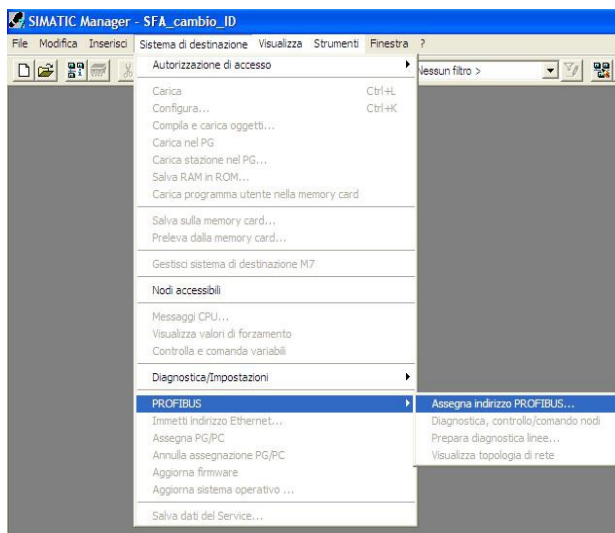 SIMATIC Manager - SFA_cambio_ID
File Modifica Inserisci Sistema di destinazione Visualizza Strumenti Finestra ?
Autorizzazione di accesso
Nessun filtro >
Carica Ctrl+L
Configura... Ctrl+K
Compila e carica oggetti...
Carica nel PG
Carica stazione nel PG...
Salva RAM in ROM...
Carica programma utente nella memory card
Salva sulla memory card...
Preleva dalla memory card...
Gestisci sistema di destinazione M7
Nodi accessibili
Messaggi CPU...
Visualizza valori di forzamento
Controlla e comanda variabili
Diagnostica/Impostazioni
PROFIBUS
Assegna indirizzo PROFIBUS...
Immetti indirizzo Ethernet...
Diagnostica, controllo/comando nodi
Assegna PG/PC
Prepara diagnostica linee...
Annulla assegnazione PG/PC
Visualizza topologia di rete
Aggiorna firmware
Aggiorna sistema operativo ...
Salva dati del Service...